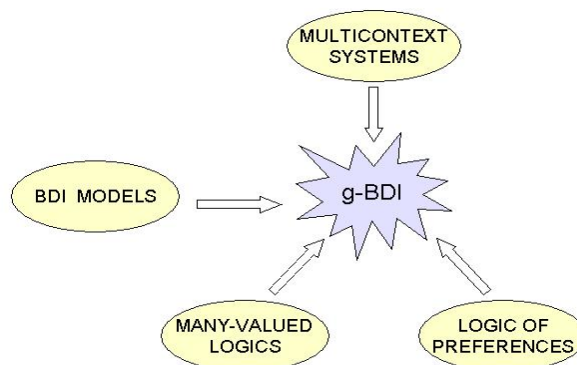 MULTICONTEXT
SYSTEMS
g-BDI
BDI MODELS
MANY-VALUED
LOGICS
LOGIC OF
PREFERENCES